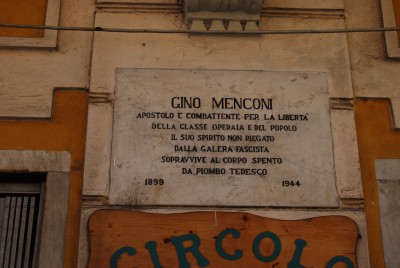 GINO MENCONI
APOSTOLO E COMBATTENTE PER LA LIBERTA'
DELLA CLASSE OPERAIA E DEL POPOLO
IL SUO SPIRITO NON PIEGATO
DALLA GALERA FASCISTA
SOPRAVVIVE AL CORPO SPENTO
DA PIOMBO TEDESCO
1899 1944
CIRCOLO